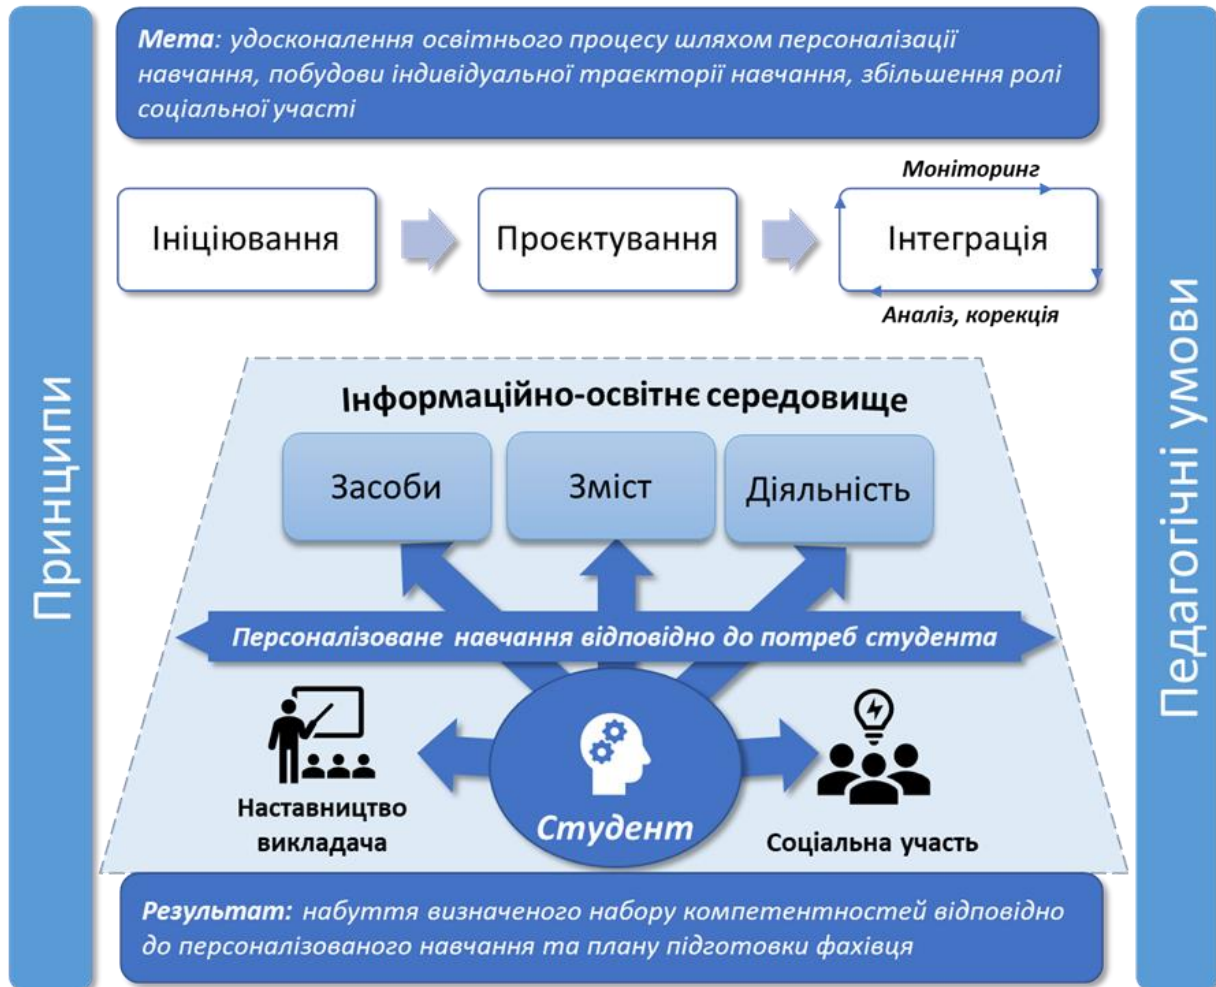 Принципи
Мета: удосконалення освітнього процесу шляхом персоналізації
навчання, побудови індивідуальної траєкторії навчання, збільшення ролі
соціальної участі
Моніторинг
Ініціювання
Проєктування
Інтеграція
Аналіз, корекція
Інформаційно-освітнє середовище
Засоби
Зміст
Діяльність
Персоналізоване навчання відповідно до потреб студента
Наставництво
викладача
Студент
Соціальна участь
Результат: набуття визначеного набору компетентностей відповідно
до персоналізованого навчання та плану підготовки фахівця
Педагогічні умови